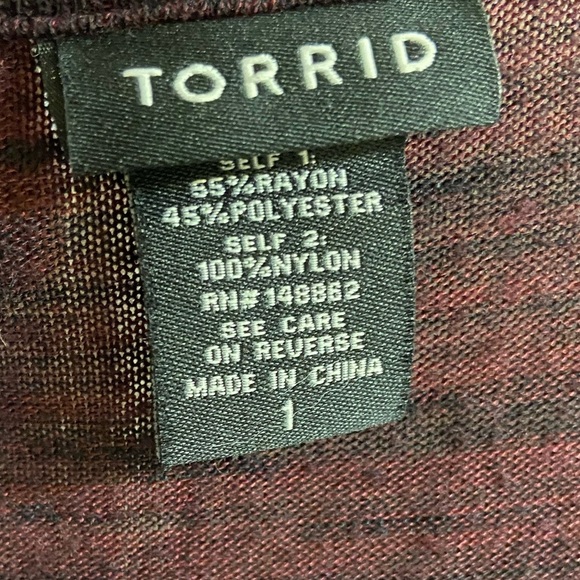 TORRID
SELF 1:
55%RAYON
45%POLYESTER
SELF 2:
100%NYLON
RN# 148862
SEE CARE
ON REVERSE
MADE IN CHINA
1